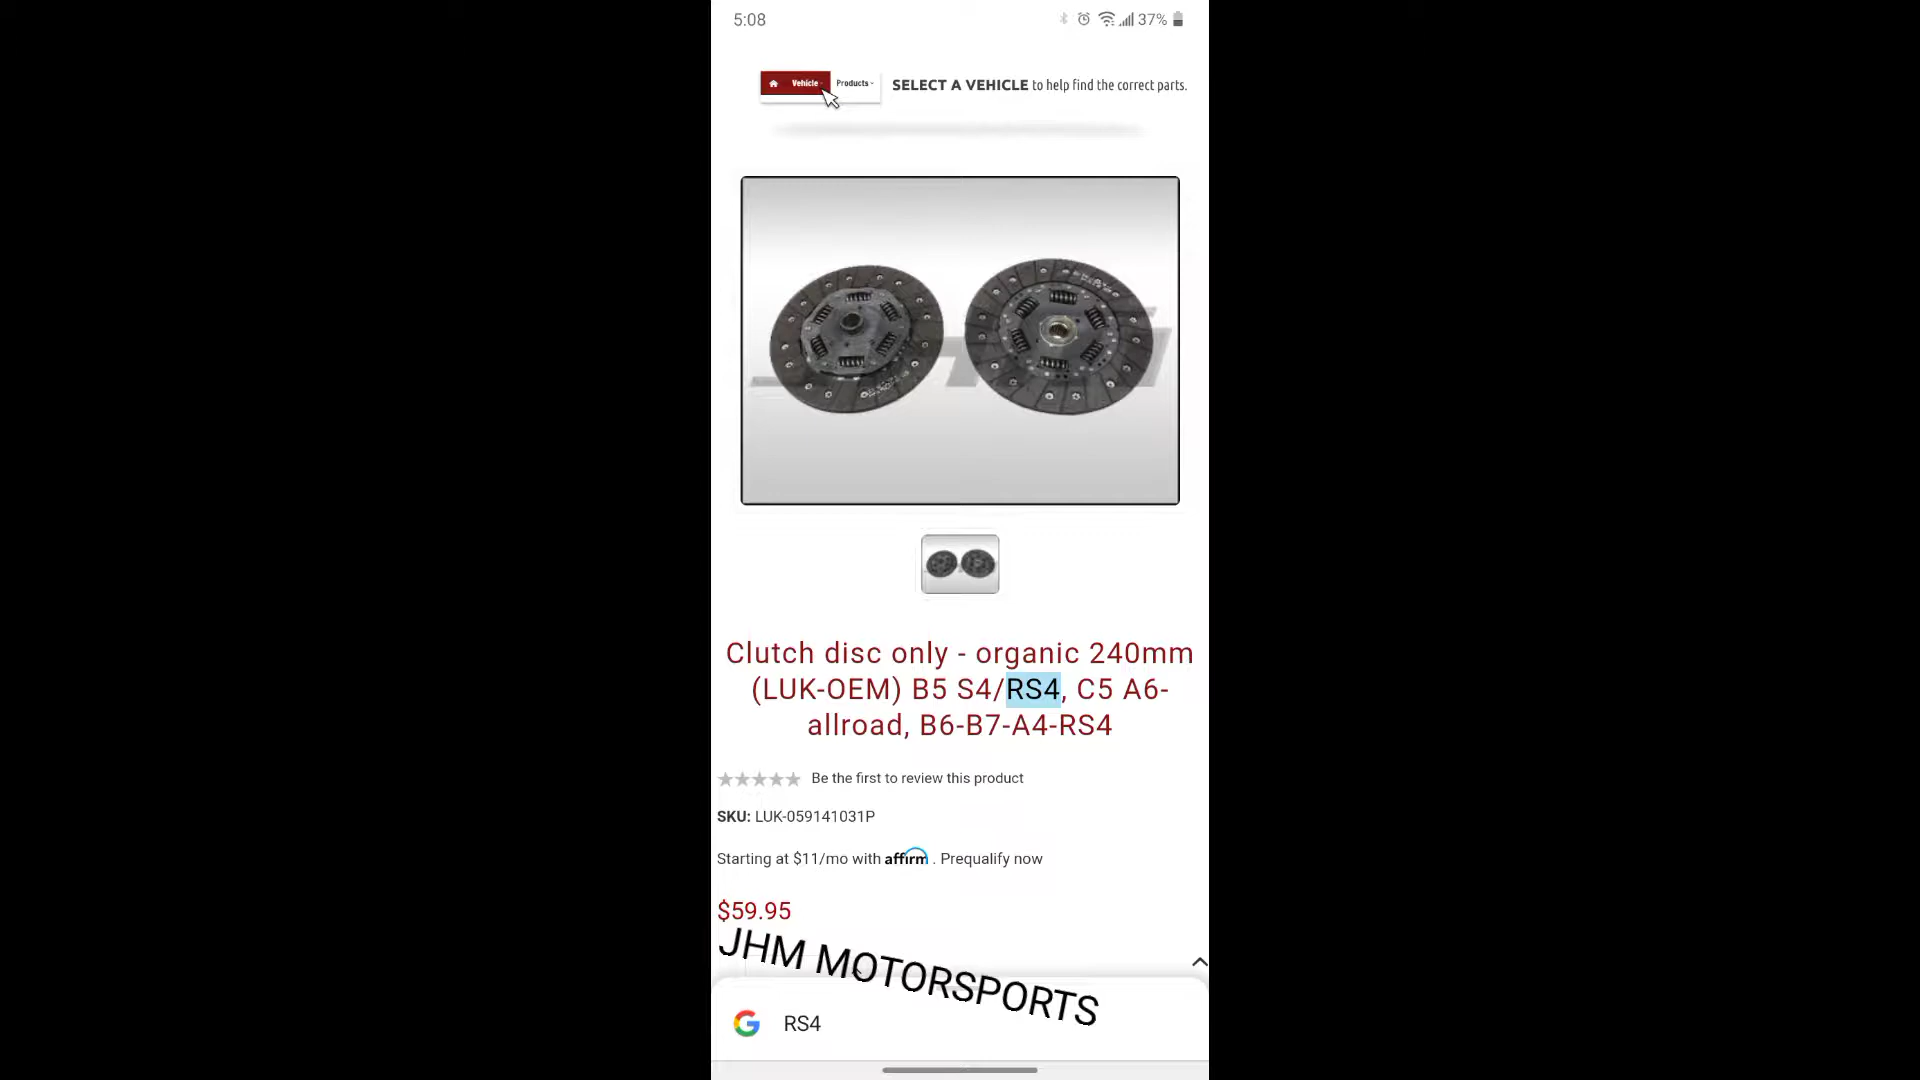 5:08
37%
Vehicle
Products
SELECT A VEHICLE to help find the correct parts.
Clutch disc only - organic 240mm
(LUK-OEM) B5 S4/RS4, C5 A6-
allroad, B6-B7-A4-RS4
Be the first to review this product
SKU: LUK-059141031P
Starting at $11/mo with affirm . Prequalify now
$59.95
JHM MOTORSPORTS
RS4